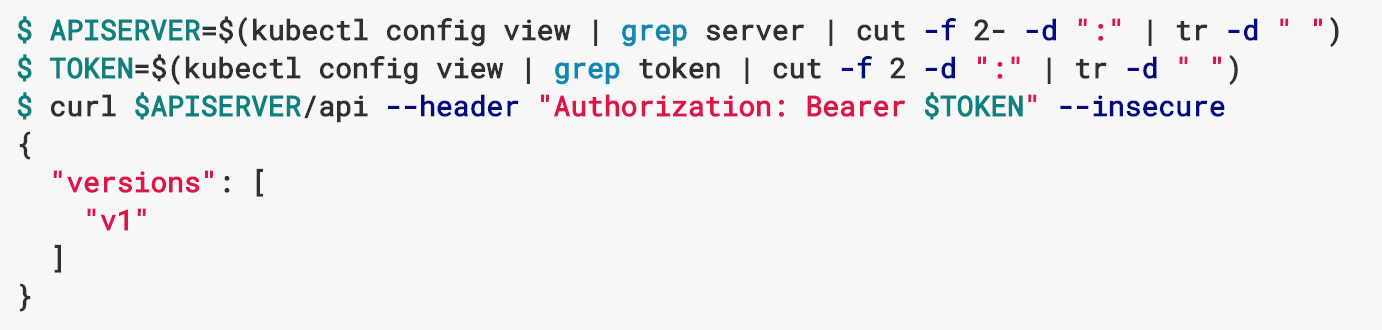 $ APISERVER=$(kubectl config view | grep server | cut -f 2- -d ":" | tr -d " ")
$ TOKEN=$(kubectl config view | grep token | cut -f 2 -d ":" | tr -d " ")
$ curl $APISERVER/api --header "Authorization: Bearer $TOKEN" --insecure
{
  "versions": [
    "v1"
  ]
}